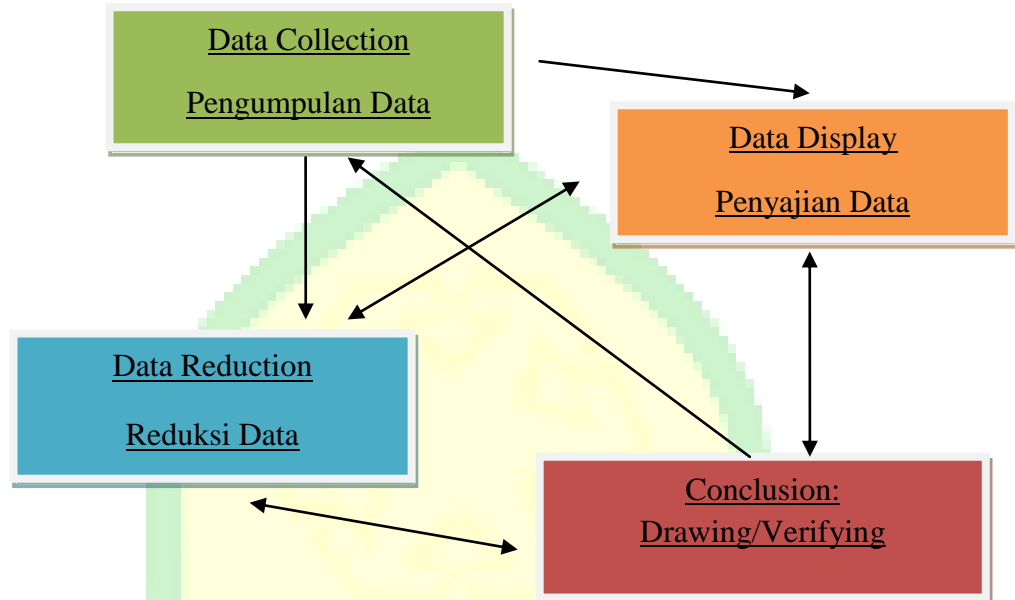 Data Collection
Pengumpulan Data
Data Display
Penyajian Data
Data Reduction
Reduksi Data
Conclusion:
Drawing/Verifying